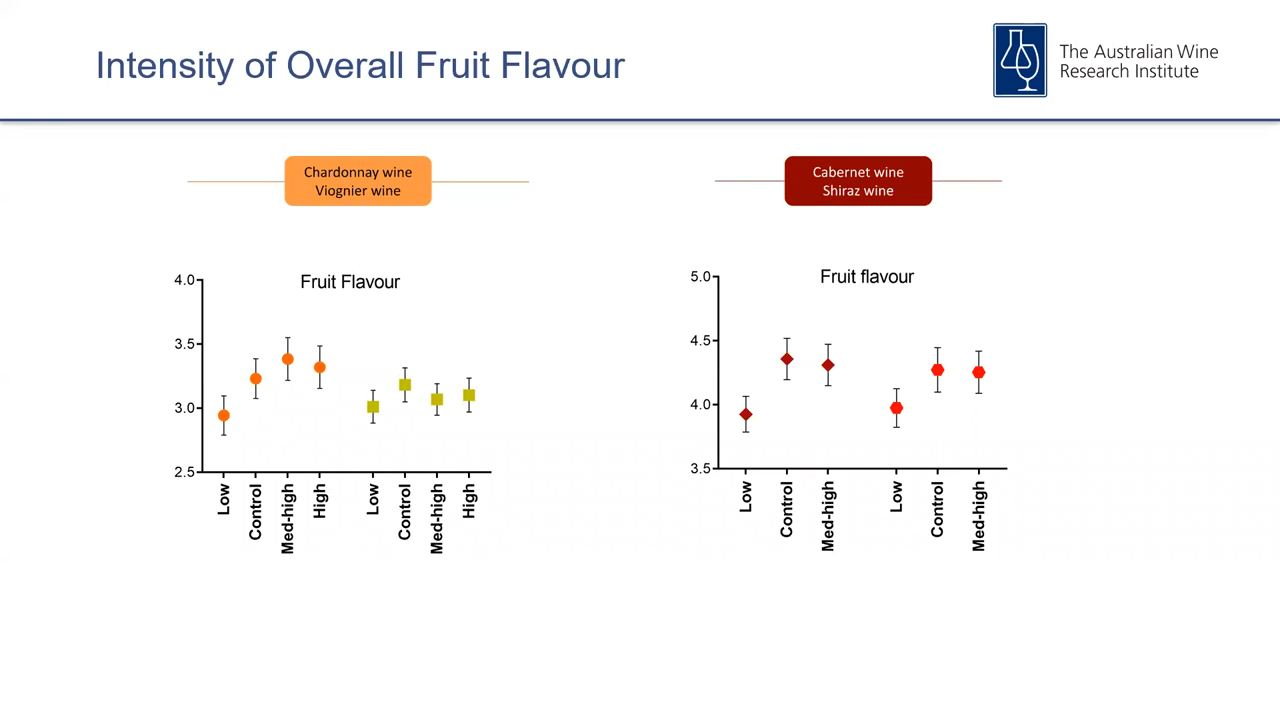 Intensity of Overall Fruit Flavour
The Australian Wine
Research Institute
Chardonnay wine
Viognier wine
Cabernet wine
Shiraz wine
Fruit Flavour
4.0
3.5
3.0
2.5
Low
Control
Med-high
High
Low
Control
Med-high
High
Fruit flavour
5.0
4.5
4.0
3.5
Low
Control
Med-high
Low
Control
Med-high